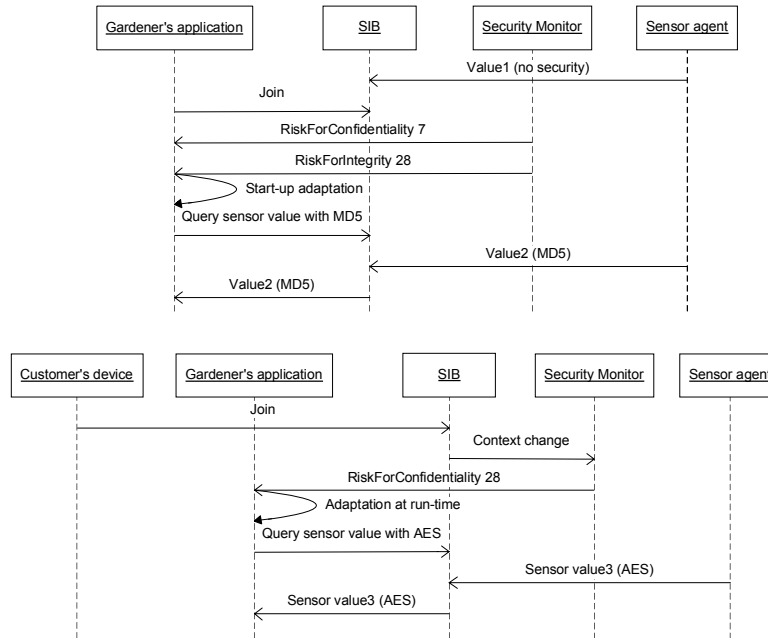 Gardener's application
SIB
Security Monitor
Sensor agent
Value1 (no security)
Join
RiskForConfidentiality 7
RiskForIntegrity 28
Start-up adaptation
Query sensor value with MD5
Value2 (MD5)
Value2 (MD5)
Customer's device
Gardener's application
SIB
Security Monitor
Sensor agent
Join
Context change
RiskForConfidentiality 28
Adaptation at run-time
Query sensor value with AES
Sensor value3 (AES)
Sensor value3 (AES)